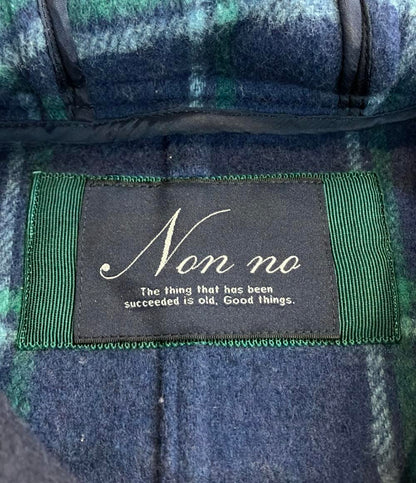 Non no
The thing that has been
succeeded is old, Good things.